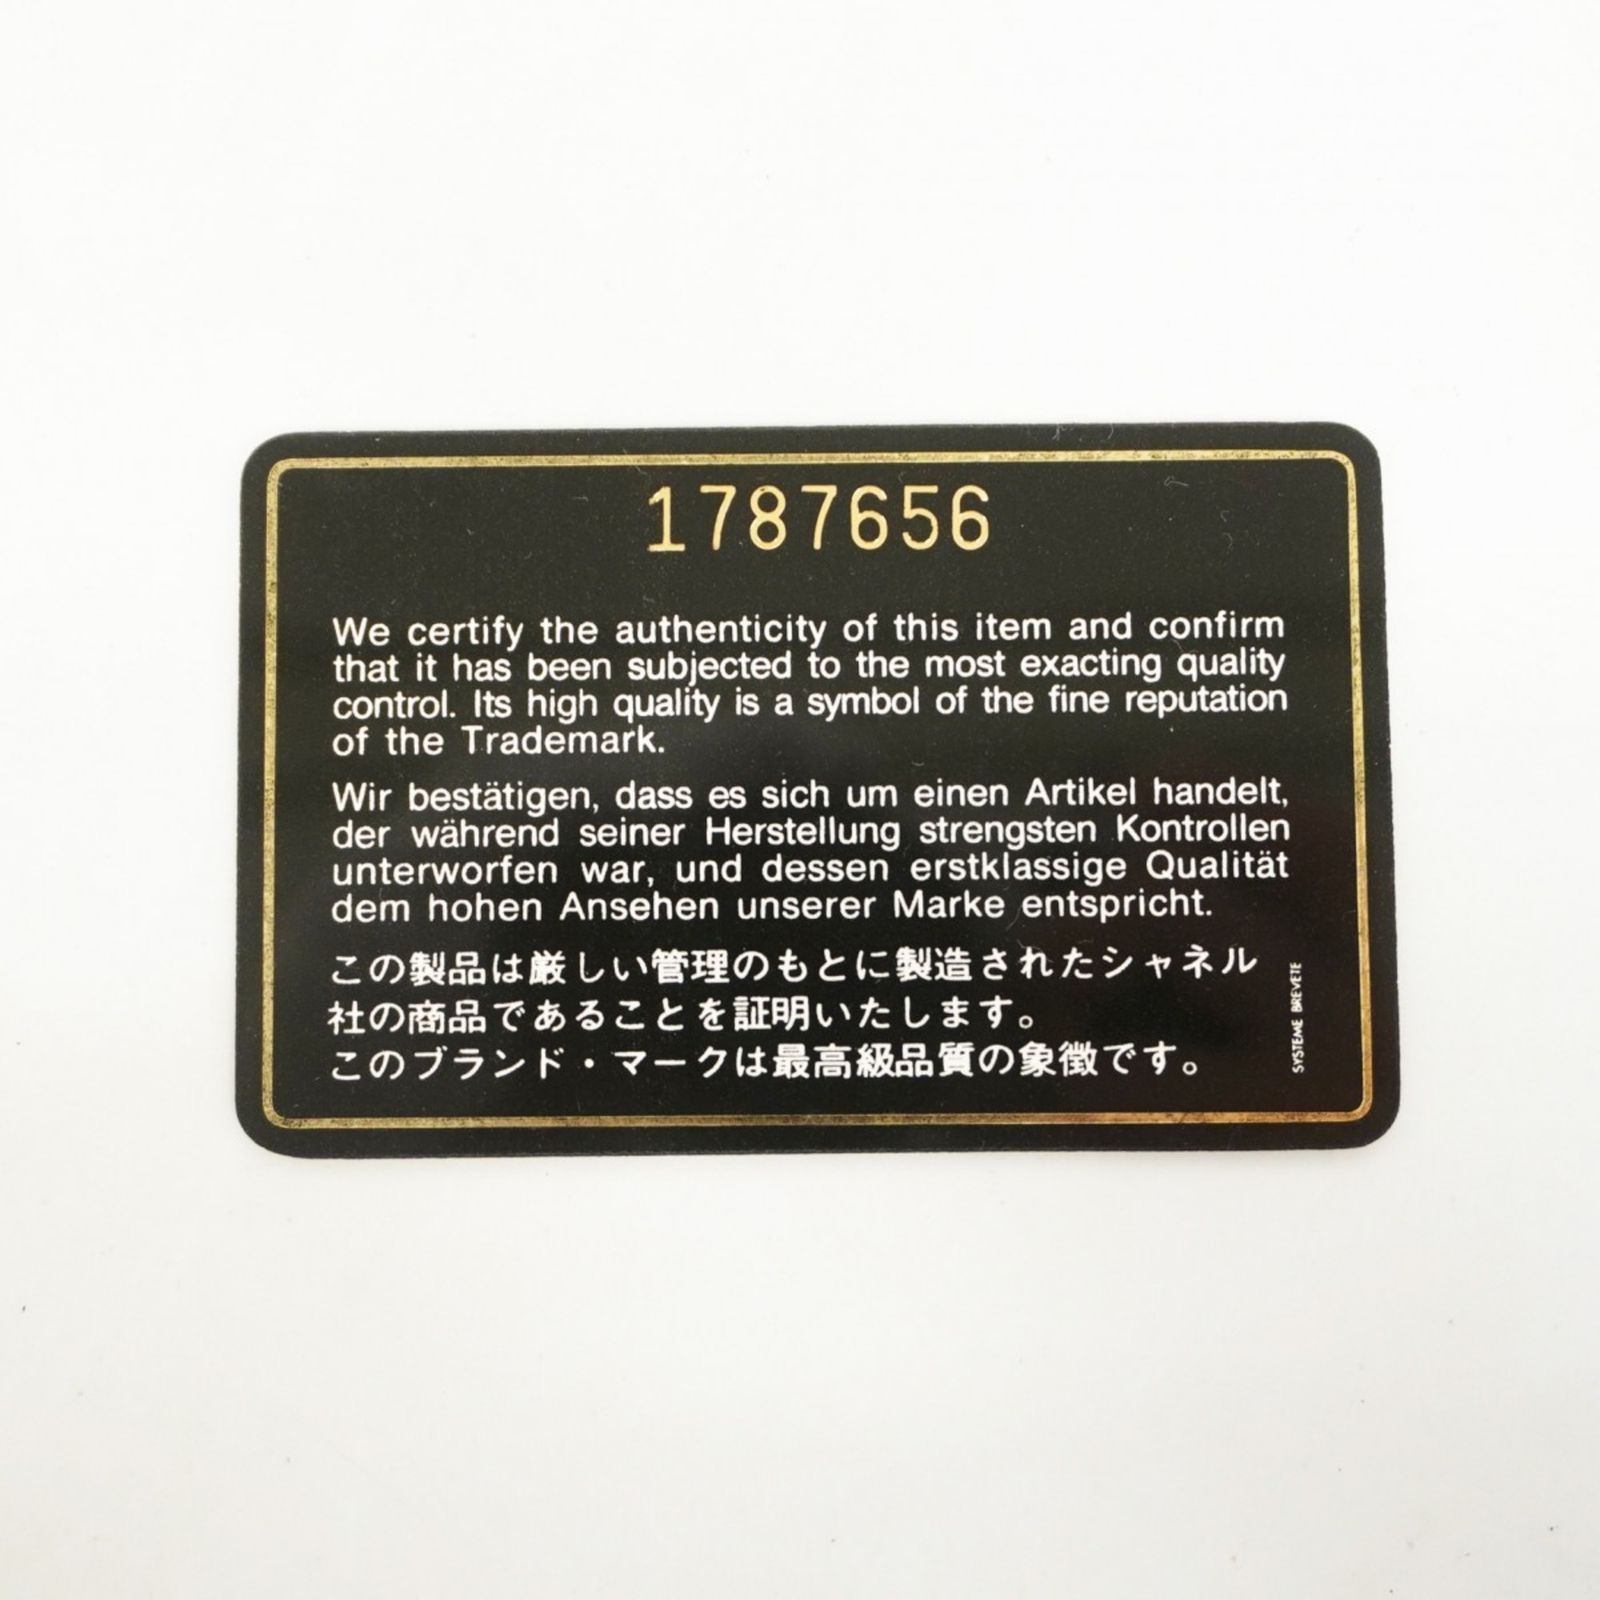 1787656
We certify the authenticity of this item and confirm
that it has been subjected to the most exacting quality
control. Its high quality is a symbol of the fine reputation
of the Trademark.
Wir bestätigen, dass es sich um einen Artikel handelt,
der während seiner Herstellung strengsten Kontrollen
unterworfen war, und dessen erstklassige Qualität
dem hohen Ansehen unserer Marke entspricht.
この製品は厳しい管理のもとに製造されたシャネル
社の商品であることを証明いたします。
このブランド・マークは最高級品質の象徴です。
SYSTEME BREVETE